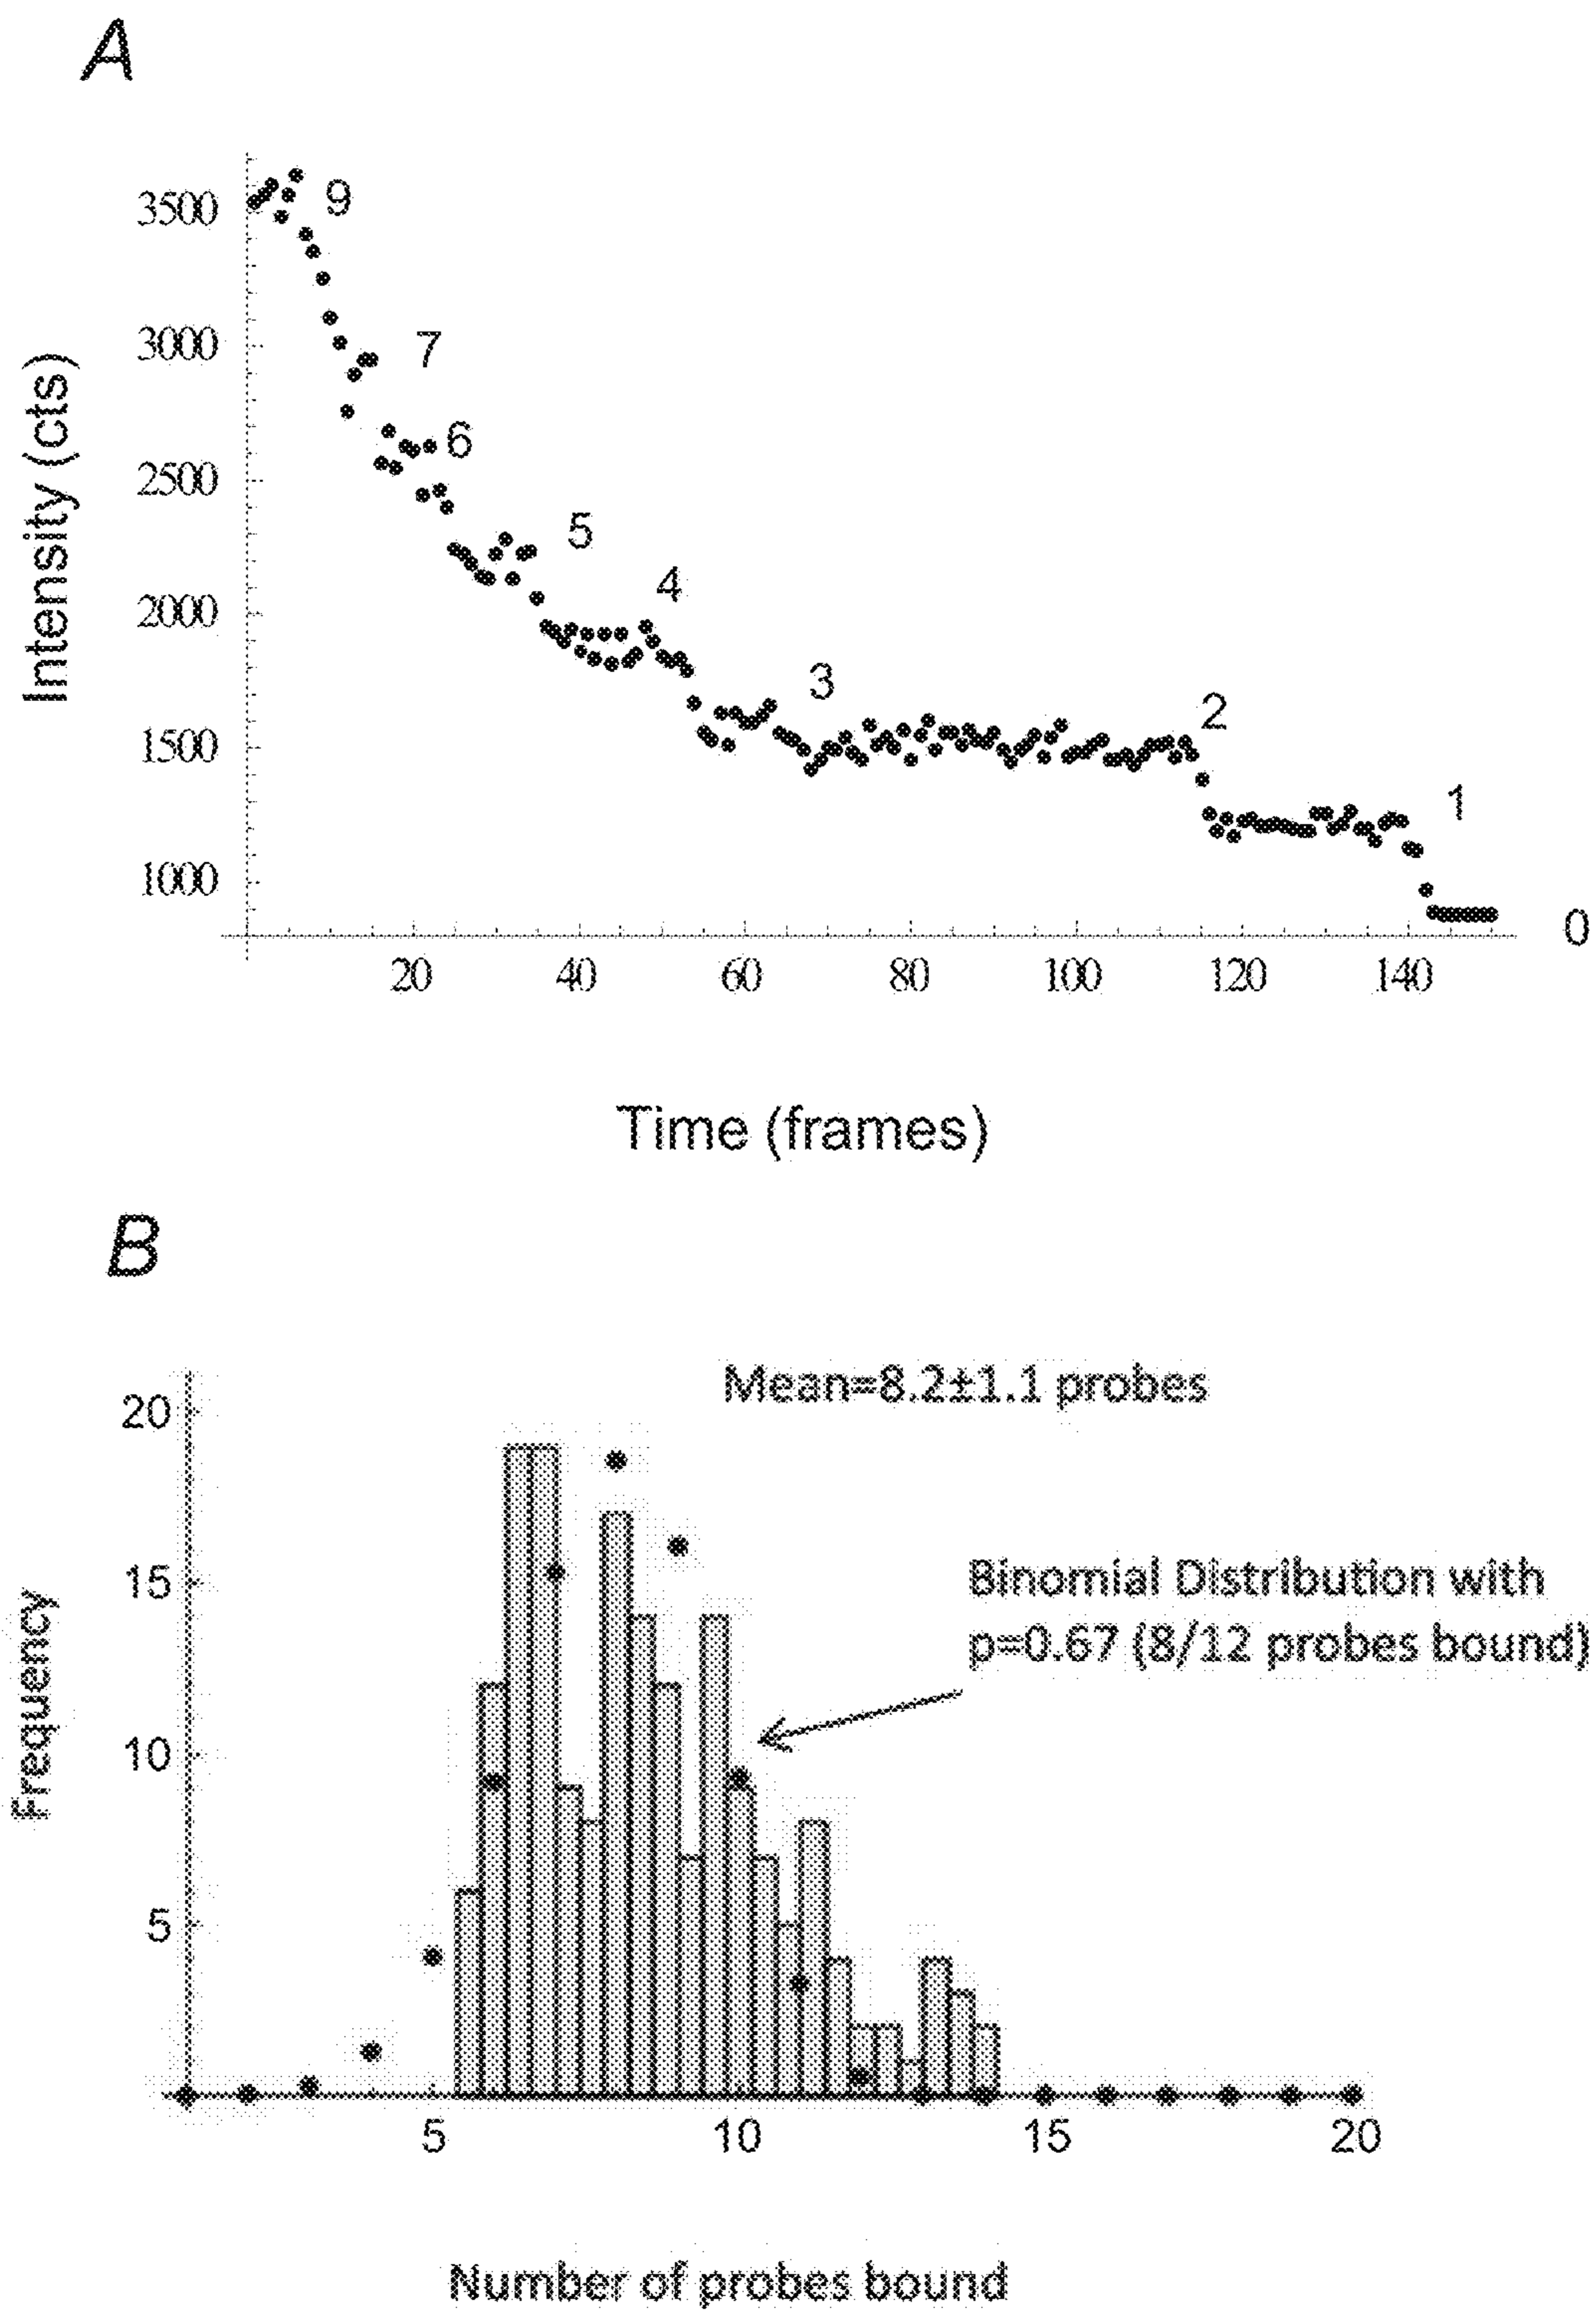 A
9
3500
7
3000
6
2500
5
4
2000
3
2
1500
1
1000
0
20 40 60 80 100 120 140
Intensity (cts)
Time (frames)
B
Mean=8.2±1.1 probes
20
15
Binomial Distribution with
p=0.67 (8/12 probes bound)
10
5
Frequency
5 10 15 20
Number of probes bound